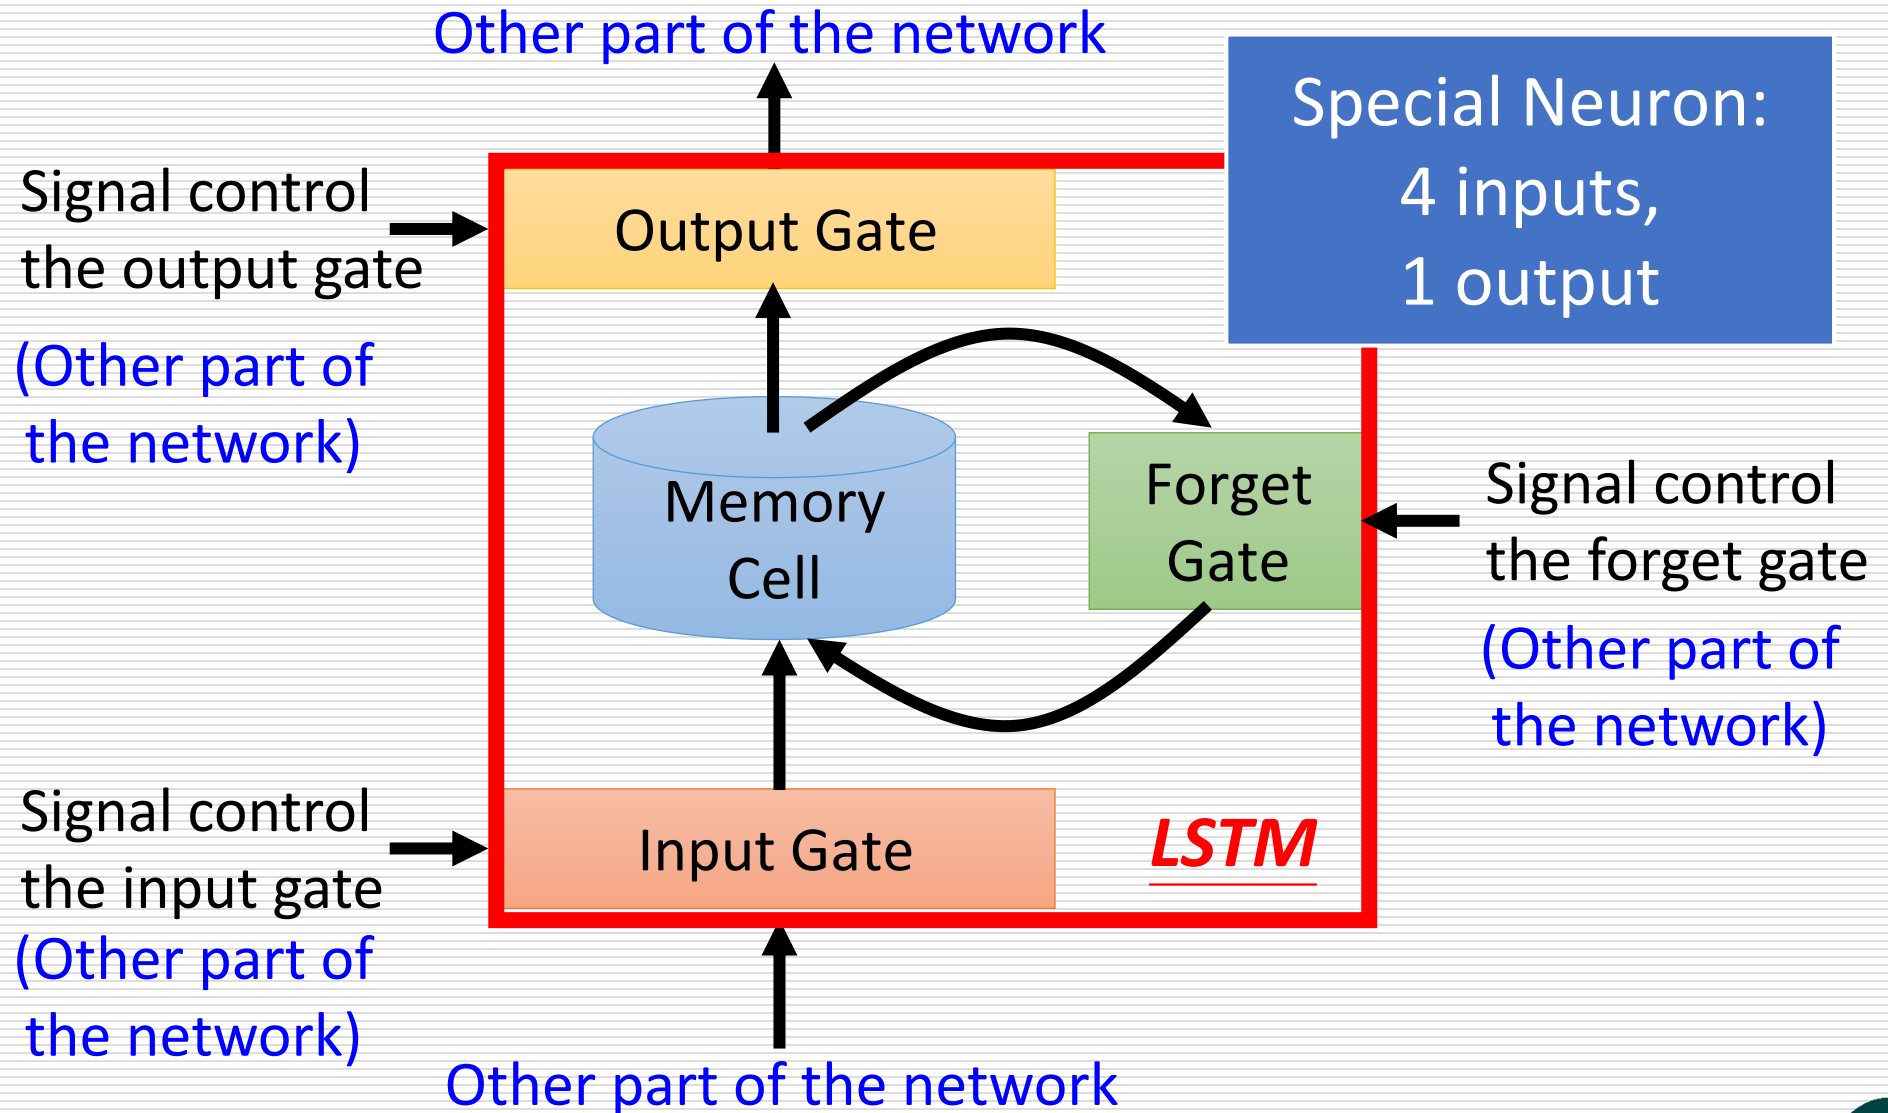 Other part of the network
Special Neuron:
4 inputs,
1 output
Signal control
the output gate
(Other part of
the network)
Output Gate
Memory
Cell
Forget
Gate
Signal control
the forget gate
(Other part of
the network)
Signal control
the input gate
(Other part of
the network)
Input Gate
LSTM
Other part of the network